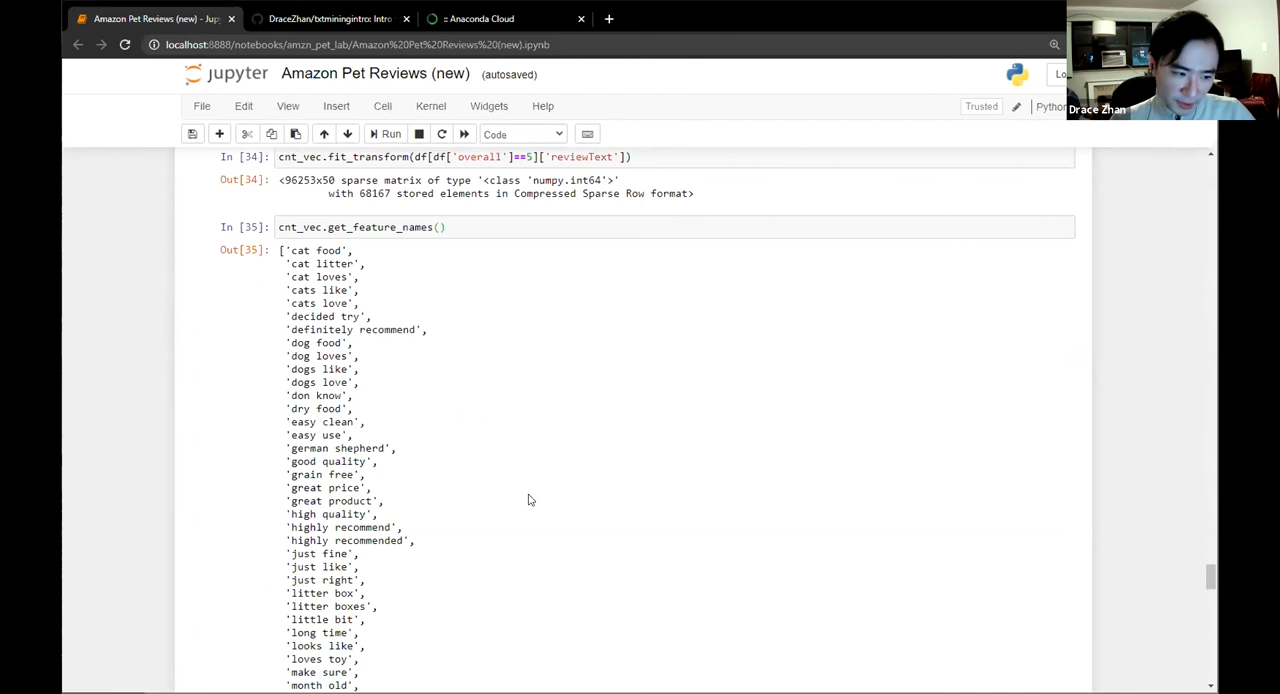 Amazon Pet Reviews (new) - Jup
DraceZhan/txtminingintro: Intro
:: Anaconda Cloud
localhost:8888/notebooks/amzn_pet_lab/Amazon%20Pet%20Reviews%20(new).ipynb
Drace Zhan
jupyter Amazon Pet Reviews (new) (autosaved)
Lo
File Edit View Insert Cell Kernel Widgets Help
Trusted
Python
Run
Code
In [34]: cnt_vec.fit_transform(df[df['overall']==5]['reviewText'])
Out[34]: <96253x50 sparse matrix of type '<class 'numpy.int64'>'
with 68167 stored elements in Compressed Sparse Row format>
In [35]: cnt_vec.get_feature_names()
Out[35]: ['cat food',
'cat litter',
'cat loves',
'cats like',
'cats love',
'decided try',
'definitely recommend',
'dog food',
'dog loves',
'dogs like',
'dogs love',
'don know',
'dry food',
'easy clean',
'easy use',
'german shepherd',
'good quality',
'grain free',
'great price',
'great product',
'high quality',
'highly recommend',
'highly recommended',
'just fine',
'just like',
'just right',
'litter box',
'litter boxes',
'little bit',
'long time',
'looks like',
'loves toy',
'make sure',
'month old',